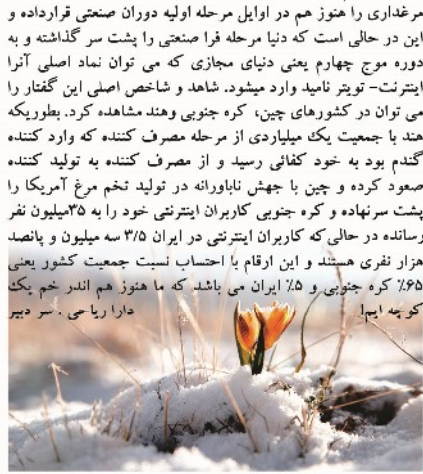 مرغداری را هنوز هم در اوایل مرحله اولیه دوران صنعتی قرارداده و
این در حالی است که دنیا مرحله فرا صنعتی را پشت سر گذاشته و به
دوره موج چهارم یعنی دنیای مجازی که می توان نماد اصلی آنرا
اینترنت- تویتر نامید وارد میشود. شاهد و شاخص اصلی این گفتار را
می توان در کشورهای چین، کره جنوبی وهند مشاهده کرد. بطوریکه
هند با جمعیت یک میلیاردی از مرحله مصرف کننده که وارد کننده
گندم بود به خود کفائی رسید و از مصرف کننده به تولید کننده
صعود کرده و چین با جهش ناباورانه در تولید تخم مرغ آمریکا را
پشت سرنهاده و کره جنوبی کاربران اینترنتی خود را به ۳۵میلیون نفر
رسانده در حالی که کاربران اینترنتی در ایران ۳/۵ سه میلیون و پانصد
هزار نفری هستند و این ارقام با احتساب نسبت جمعیت کشور یعنی
۶۵٪ کره جنوبی و ۵٪ ایران می باشد که ما هنوز هم اندر خم یک
کوچه ایم! دارا ریاحی . سر دبیر